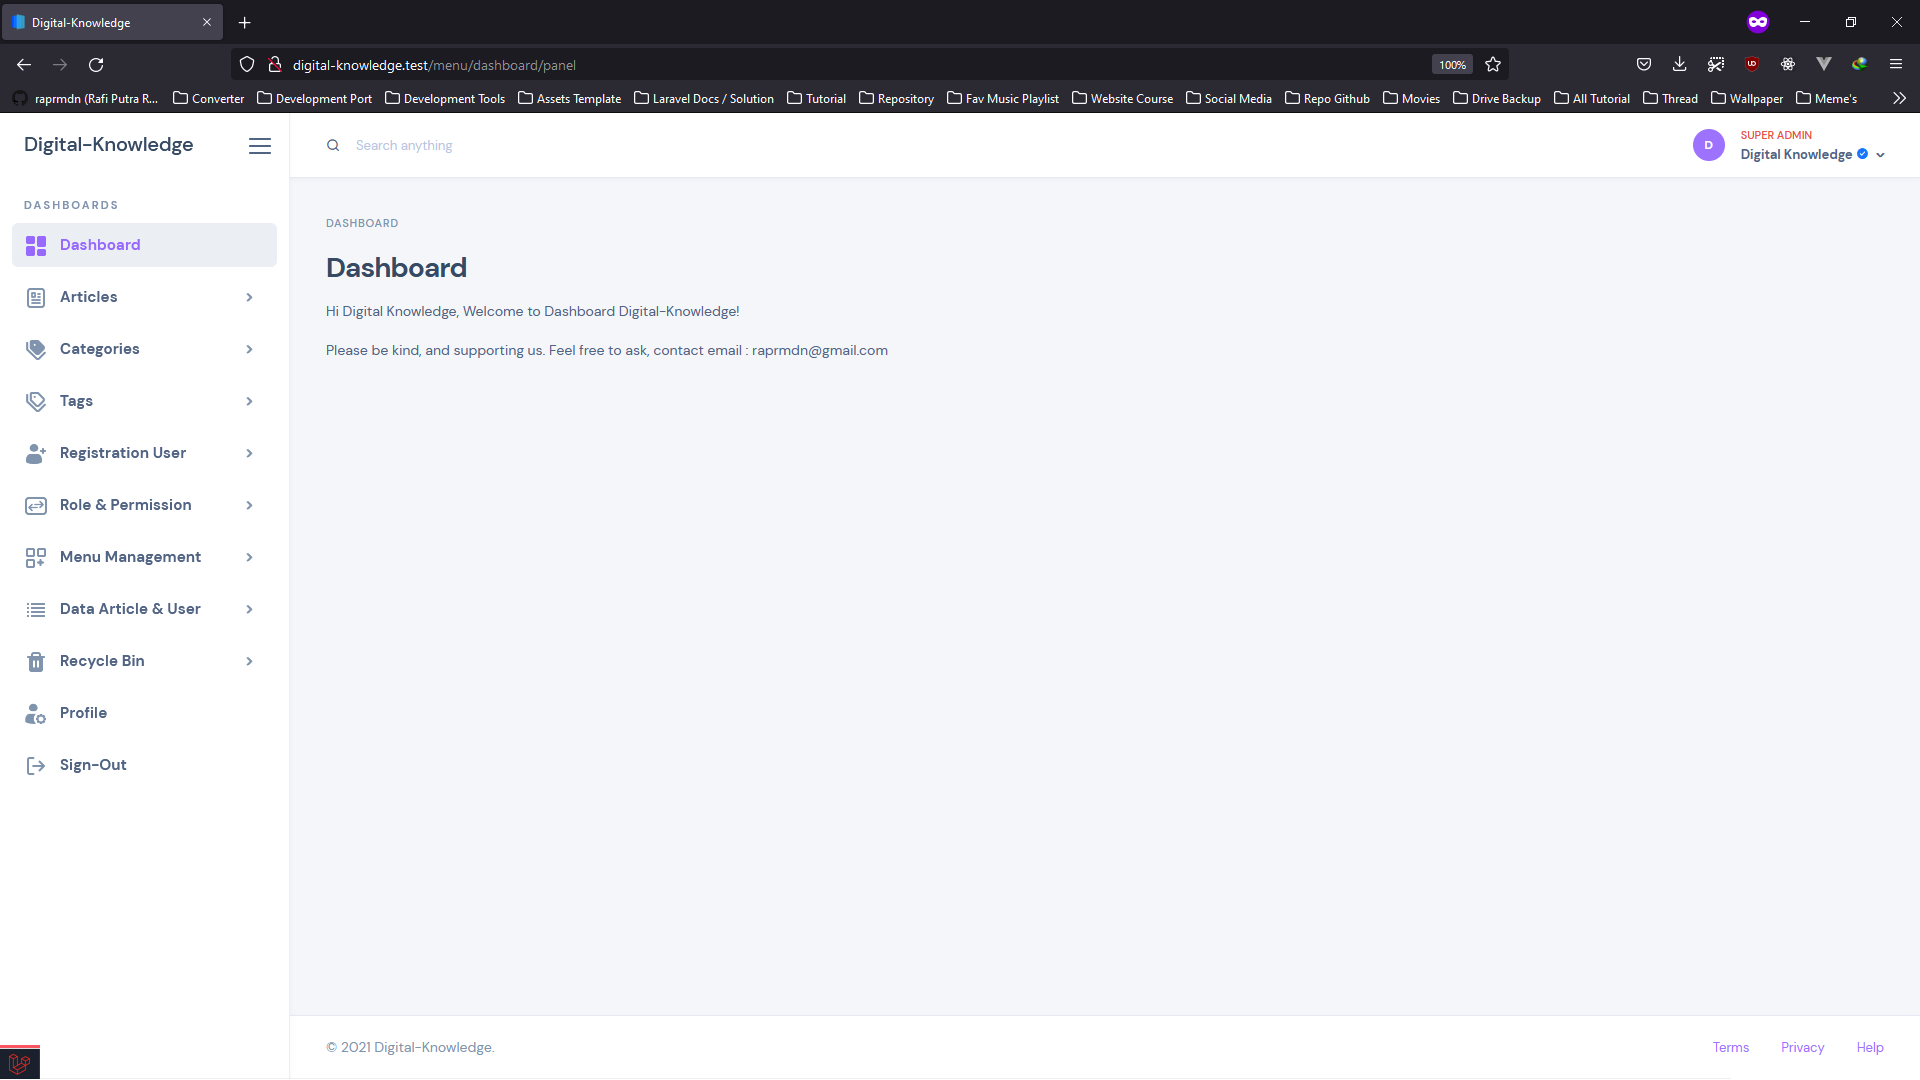 Digital-Knowledge
digital-knowledge.test/menu/dashboard/panel
100%
raprmdn (Rafi Putra R...
Converter
Development Port
Development Tools
Assets Template
Laravel Docs / Solution
Tutorial
Repository
Fav Music Playlist
Website Course
Social Media
Repo Github
Movies
Drive Backup
All Tutorial
Thread
Wallpaper
Meme's
Digital-Knowledge
Search anything
D
SUPER ADMIN
Digital Knowledge
DASHBOARDS
Dashboard
Articles
Categories
Tags
Registration User
Role & Permission
Menu Management
Data Article & User
Recycle Bin
Profile
Sign-Out
DASHBOARD
Dashboard
Hi Digital Knowledge, Welcome to Dashboard Digital-Knowledge!
Please be kind, and supporting us. Feel free to ask, contact email : raprmdn@gmail.com
© 2021 Digital-Knowledge.
Terms
Privacy
Help